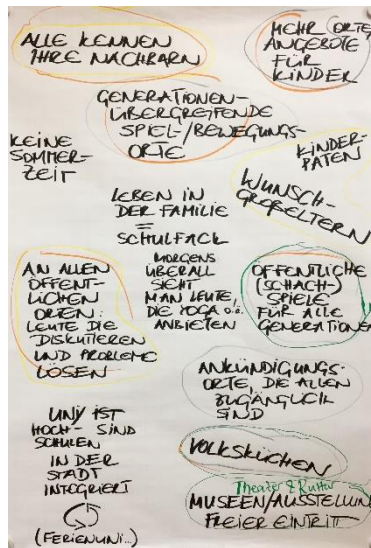 ALLE KENNEN
IHRE NACHBARN
MEHR ORTE,
ANGEBOTE
FÜR
KINDER
GENERATIONEN-
ÜBERGREIFENDE
SPIEL-/BEWEGUNGS-
ORTE
KEINE
SOMMER-
ZEIT
KINDER-
PATEN
WUNSCH-
GROßELTERN
LEBEN IN
DER FAMILIE
=
SCHULFACH
AN ALLEN
ÖFFENT-
LICHEN
ORTEN:
LEUTE DIE
DISKUTIEREN
UND PROBLEME
LÖSEN
MORGENS
ÜBERALL
SIEHT
MAN LEUTE,
DIE YOGA o.ä.
ANBIETEN
ÖFFENTLICHE
(SCHACH-)
SPIELE
FÜR ALLE
GENERATIONEN
ANKÜNDIGUNGS-
ORTE, DIE ALLEN
ZUGÄNGLICH
SIND
UNI IST
HOCH- SIND
SCHULEN
IN DER
STADT
INTEGRIERT
(FERIENUNI...)
VOLKSKÜCHEN
Theater & Kultur
MUSEEN/AUSSTELLUN
FREIER EINTRITT